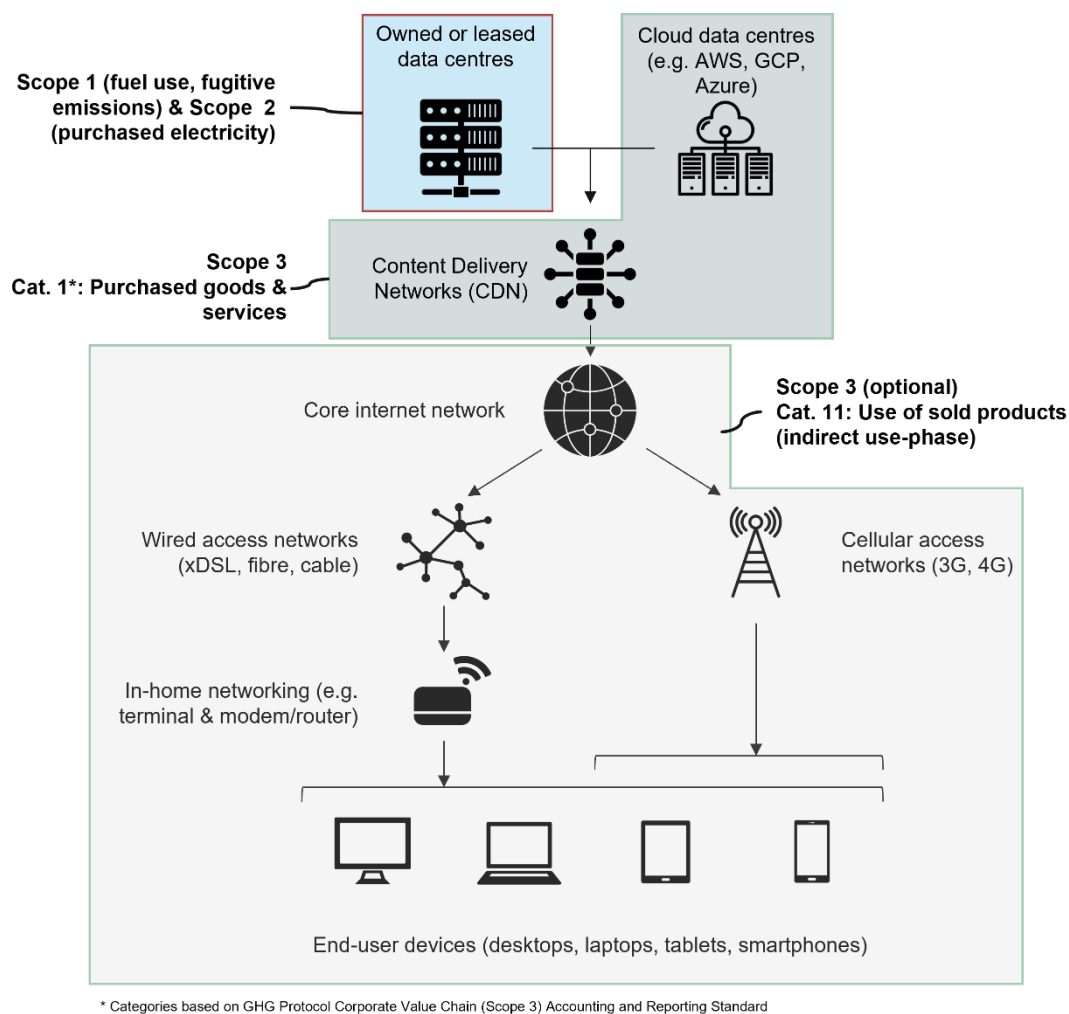 Owned or leased
data centres
Cloud data centres
(e.g. AWS, GCP,
Azure)
Scope 1 (fuel use, fugitive
emissions) & Scope 2
(purchased electricity)
Scope 3
Cat. 1*: Purchased goods &
services
Content Delivery
Networks (CDN)
Core internet network
Scope 3 (optional)
Cat. 11: Use of sold products
(indirect use-phase)
Wired access networks
(xDSL, fibre, cable)
Cellular access
networks (3G, 4G)
In-home networking (e.g.
terminal & modem/router)
End-user devices (desktops, laptops, tablets, smartphones)
* Categories based on GHG Protocol Corporate Value Chain (Scope 3) Accounting and Reporting Standard